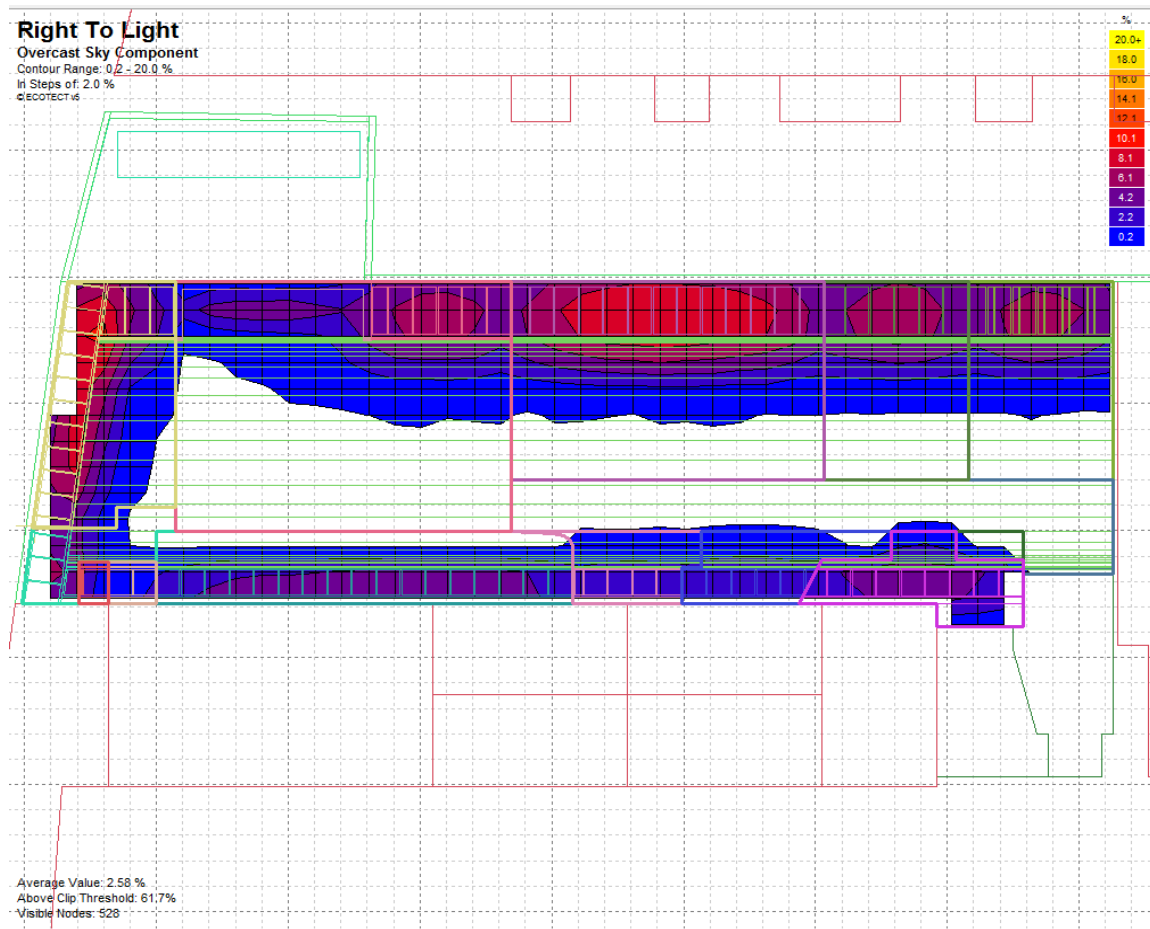 Right To Light
Overcast Sky Component
Contour Range: 0.2 - 20.0 %
In Steps of: 2.0 %
© ECOTECT v5
%
20.0+
18.0
16.0
14.1
12.1
10.1
8.1
6.1
4.2
2.2
0.2
Average Value: 2.58 %
Above Clip Threshold: 61.7%
Visible Nodes: 528